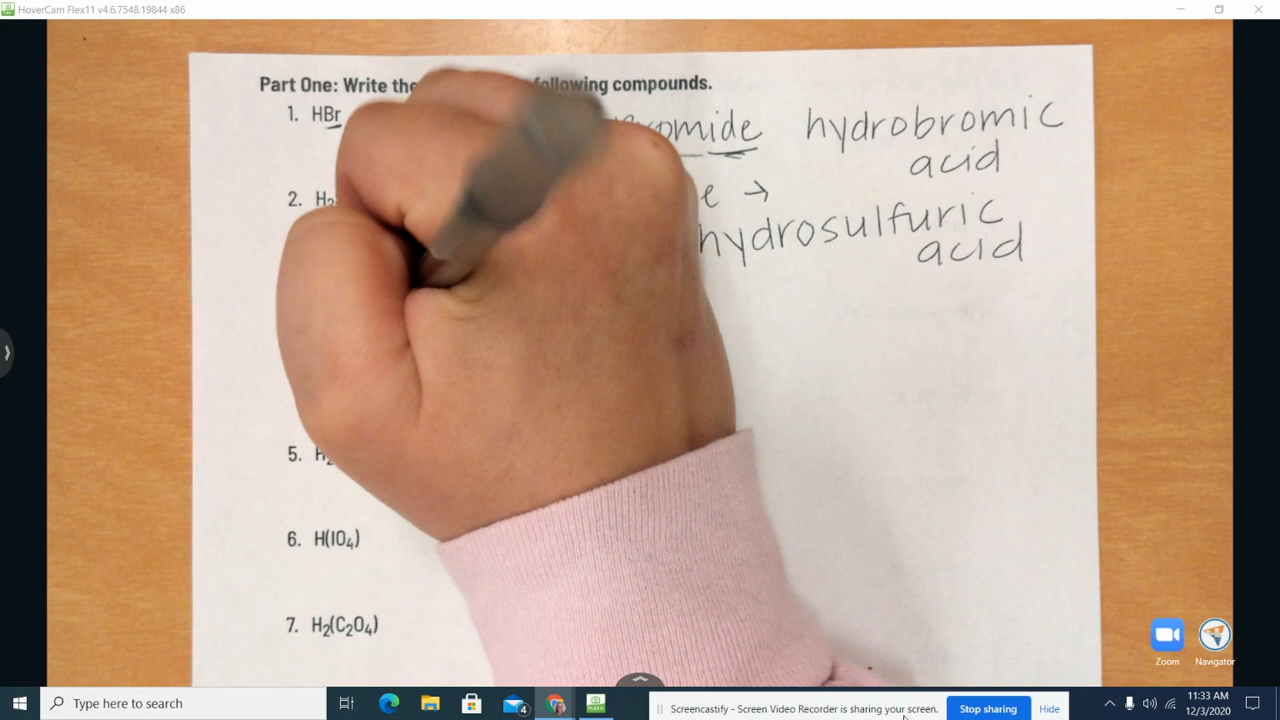 HoverCam Flex11 v4.6.7548.19844 x86
Part One: Write the following compounds.
1. HBr
hydrobromic
acid
2.
hydrosulfuric
acid
5.
6. H(IO₄)
7. H₂(C₂O₄)
Zoom
Navigator
Type here to search
4
FLEX11
Screencastify - Screen Video Recorder is sharing your screen.
Stop sharing
Hide
11:33 AM
12/3/2020